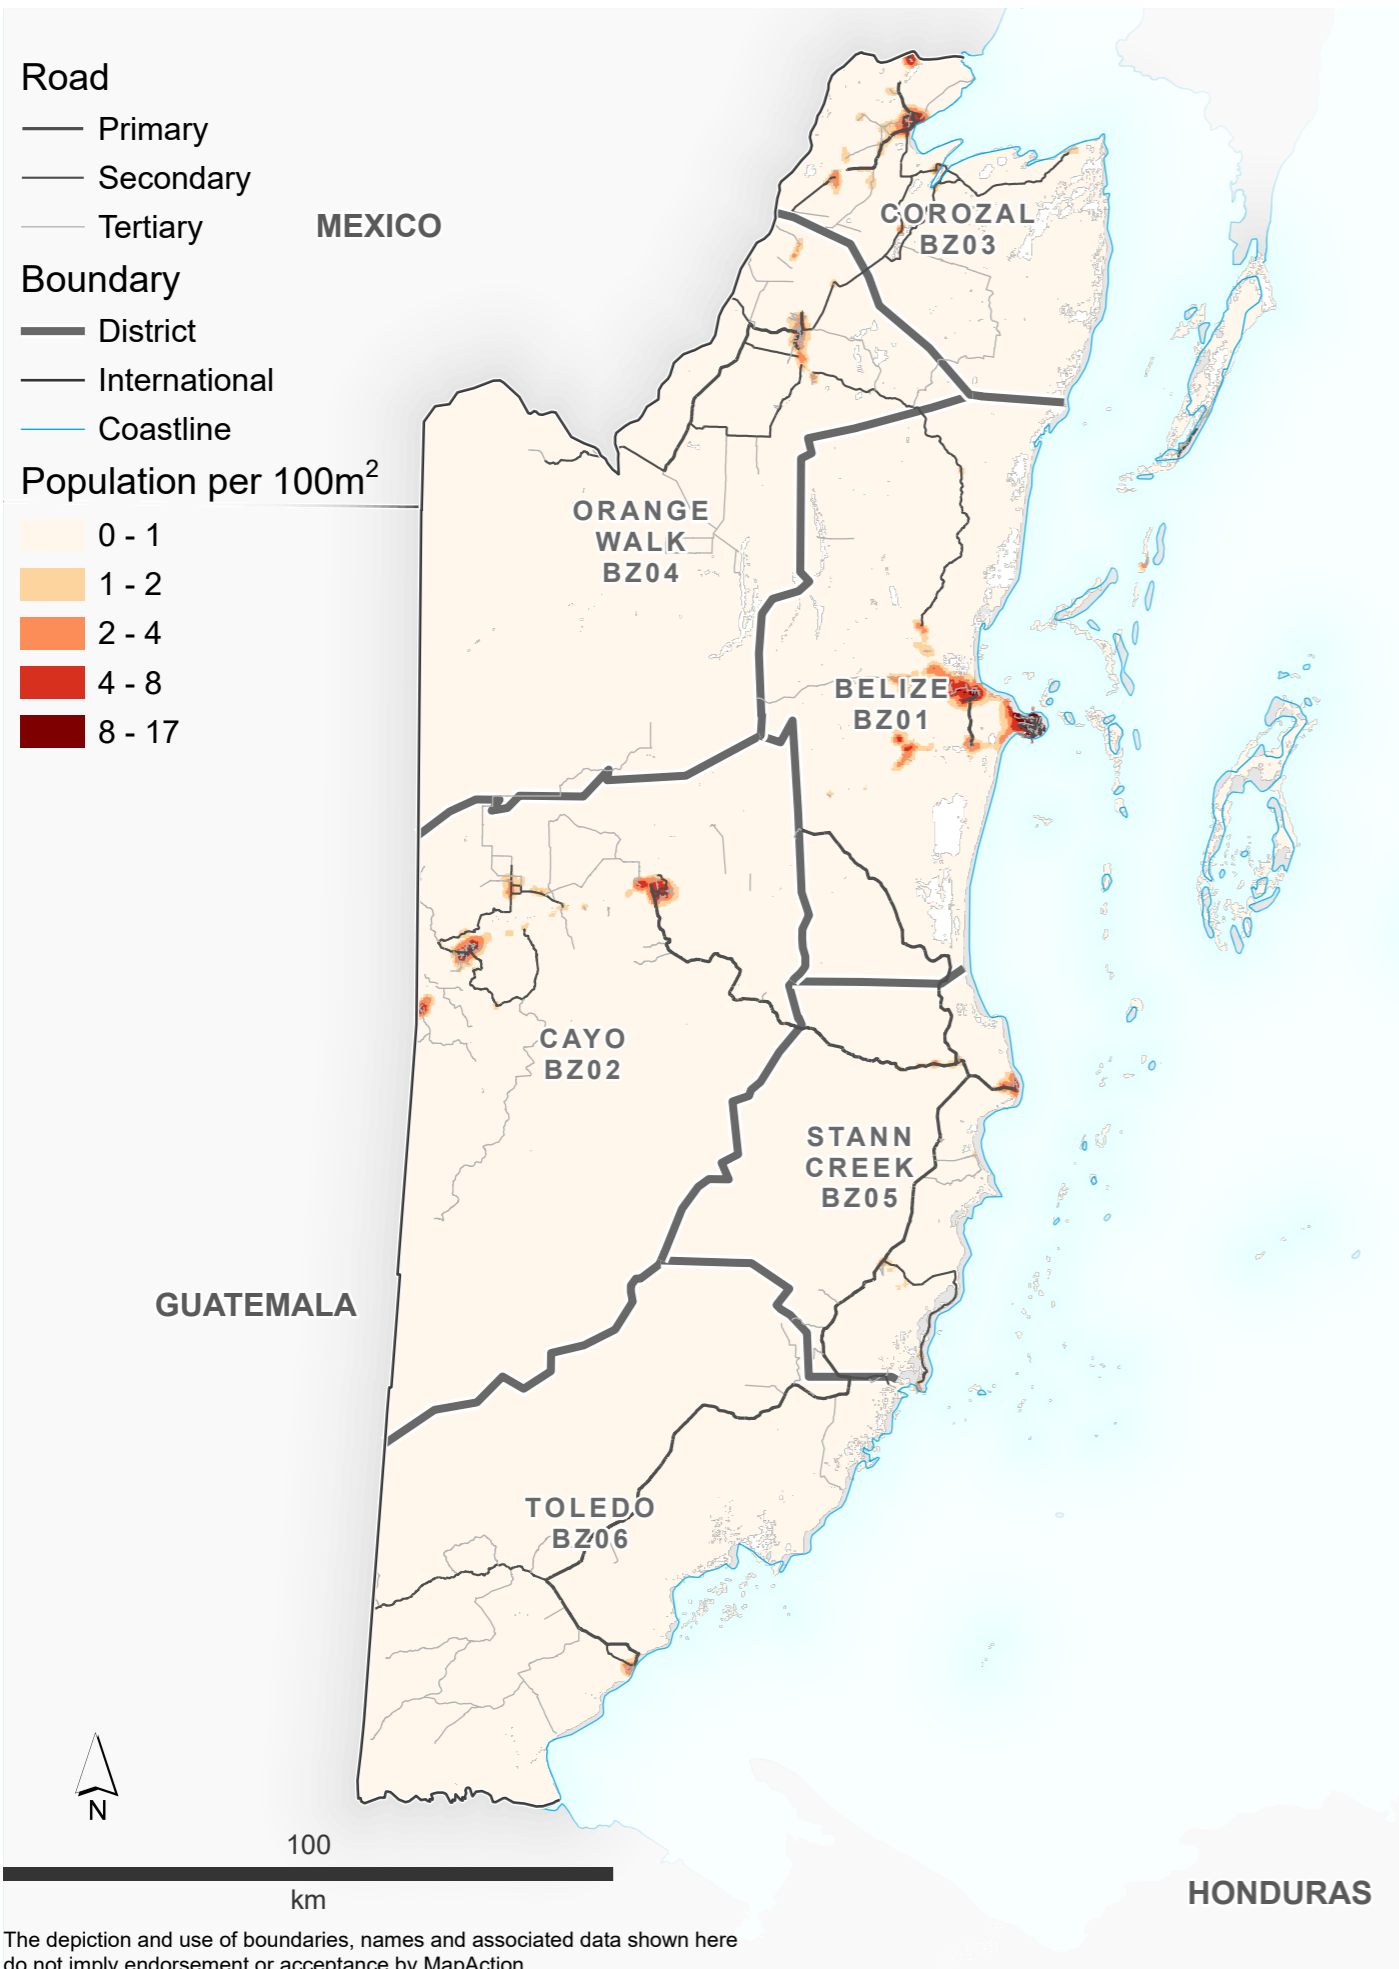 Road
Primary
Secondary
Tertiary
Boundary
District
International
Coastline
Population per 100m²
0 - 1
1 - 2
2 - 4
4 - 8
8 - 17
MEXICO
COROZAL
BZ03
ORANGE
WALK
BZ04
BELIZE
BZ01
CAYO
BZ02
STANN
CREEK
BZ05
GUATEMALA
TOLEDO
BZ06
N
100
km
HONDURAS
The depiction and use of boundaries, names and associated data shown here
do not imply endorsement or acceptance by MapAction